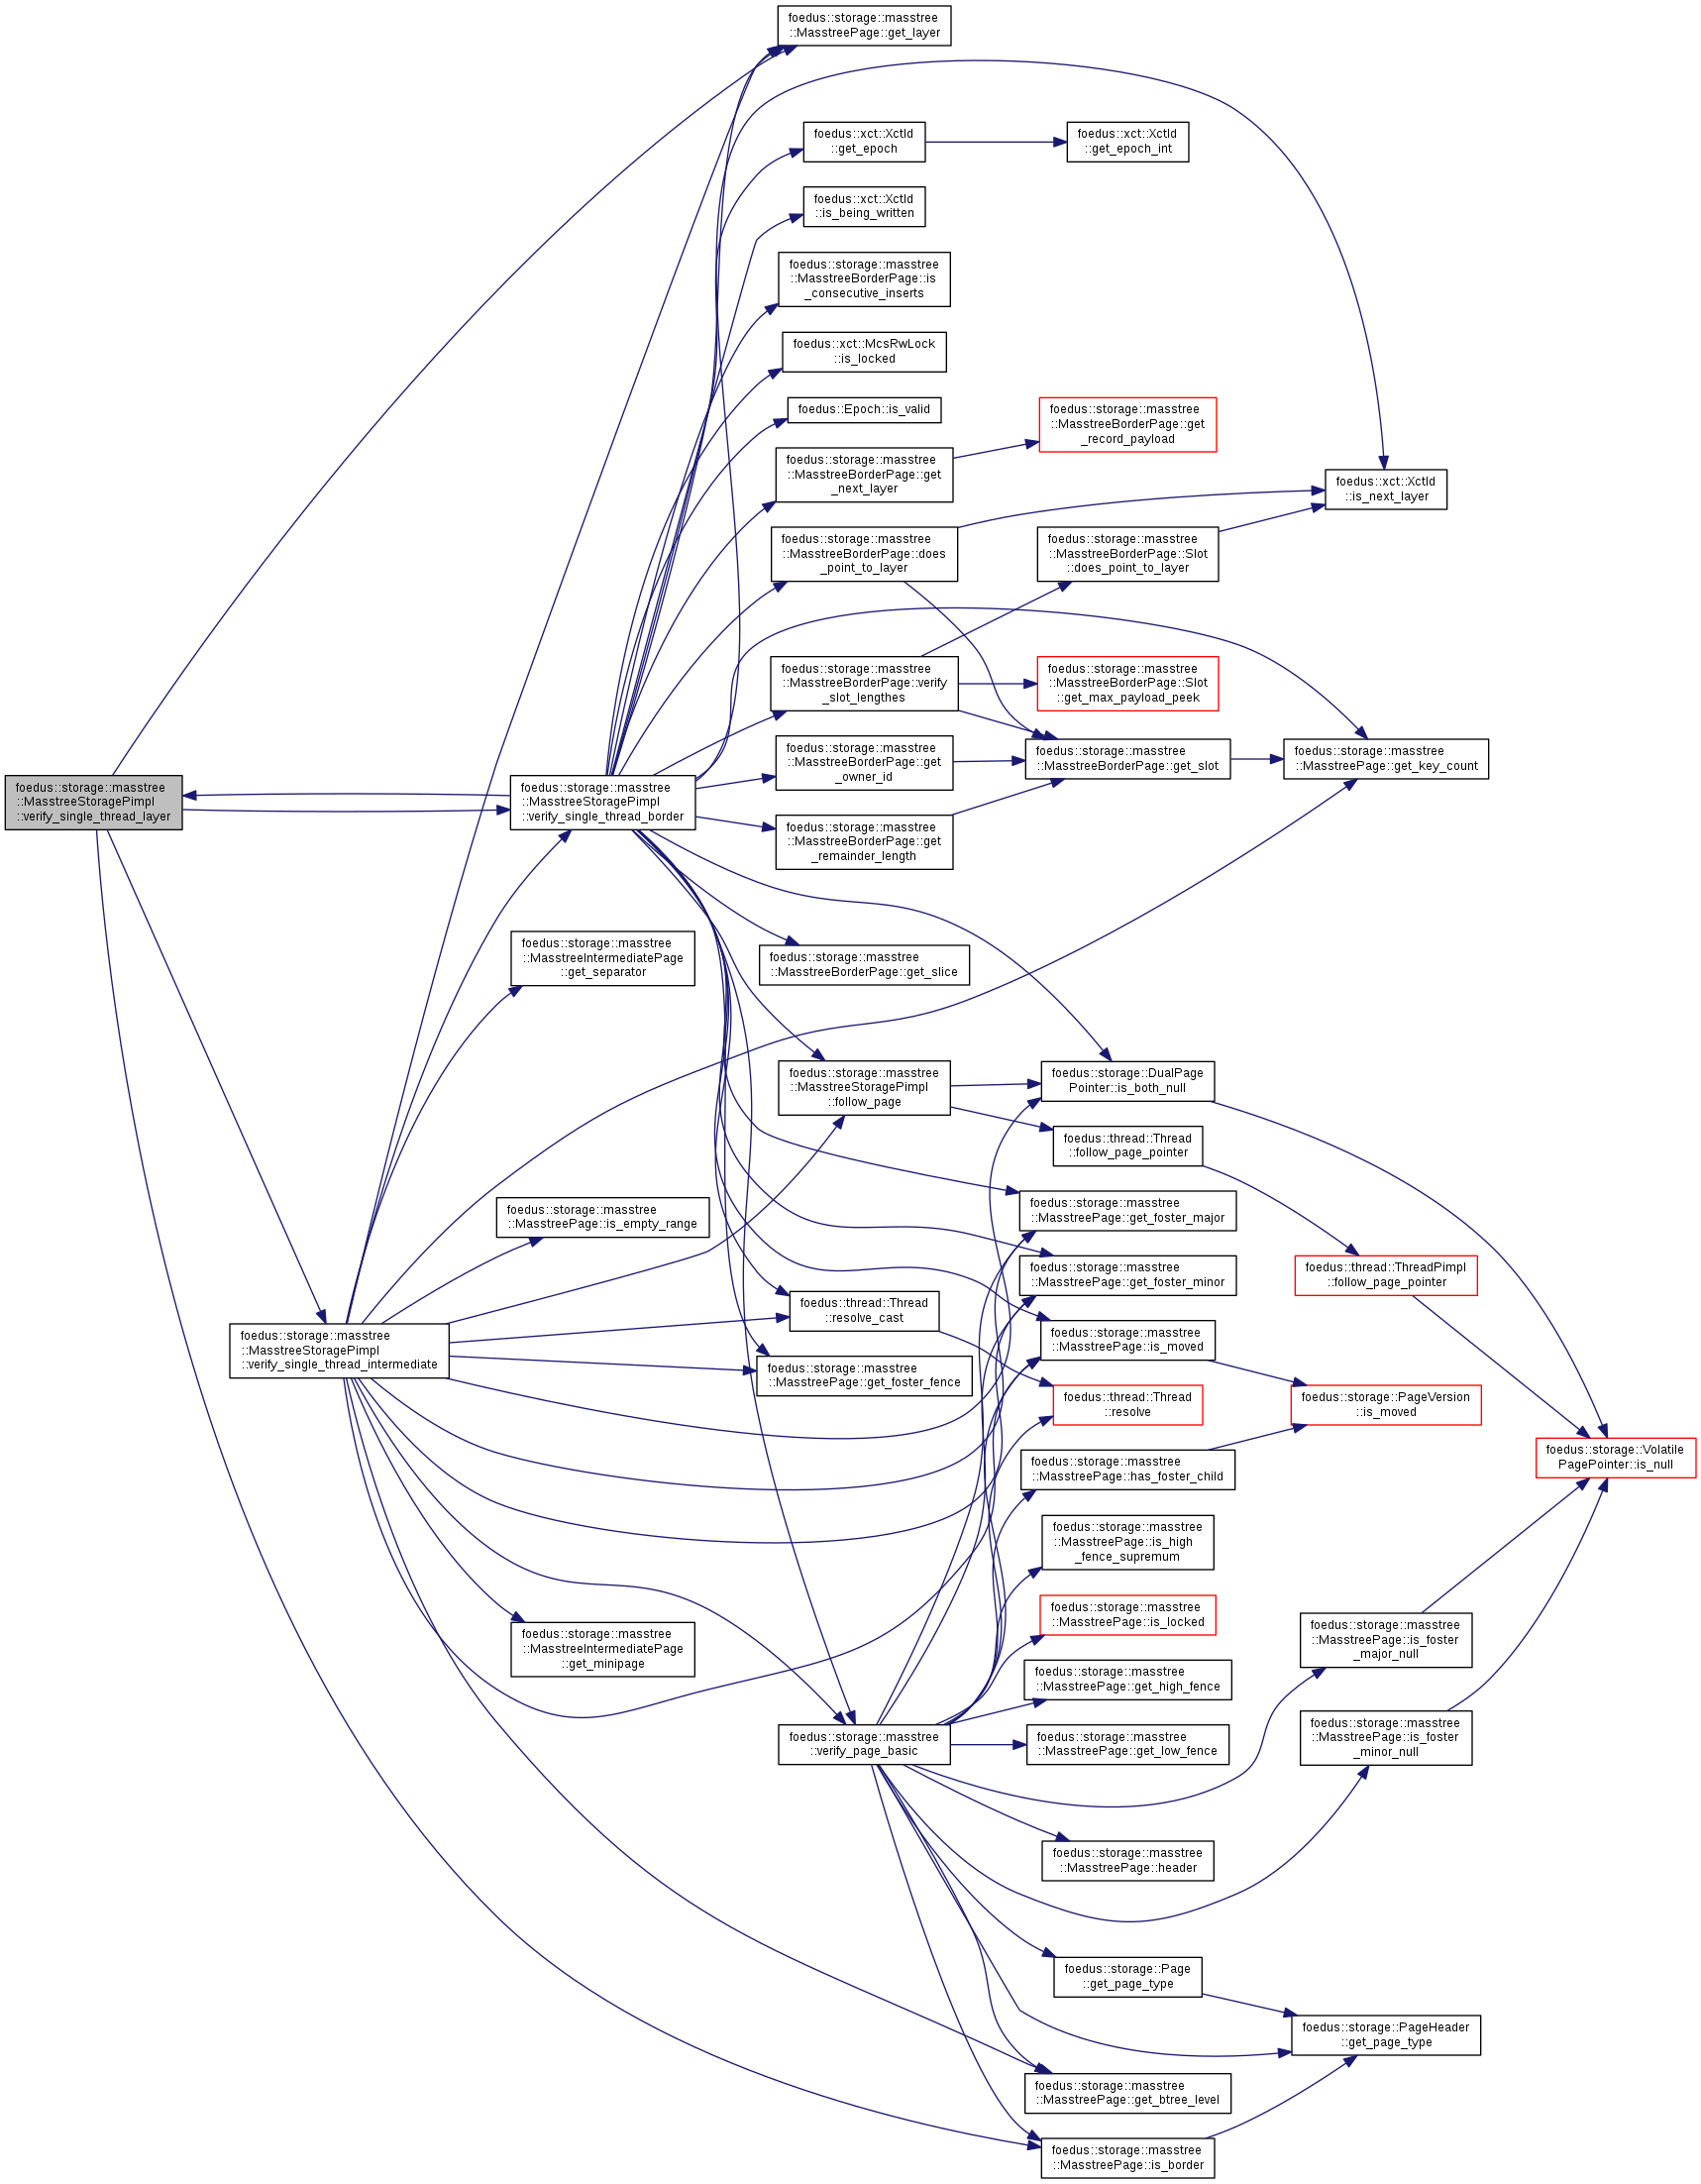 foedus::storage::masstree
::MasstreePage::get_layer
foedus::xct::XctId
::get_epoch
foedus::xct::XctId
::get_epoch_int
foedus::xct::XctId
::is_being_written
foedus::storage::masstree
::MasstreeBorderPage::is
_consecutive_inserts
foedus::xct::McsRwLock
::is_locked
foedus::Epoch::is_valid
foedus::storage::masstree
::MasstreeBorderPage::get
_record_payload
foedus::storage::masstree
::MasstreeBorderPage::get
_next_layer
foedus::xct::XctId
::is_next_layer
foedus::storage::masstree
::MasstreeBorderPage::does
_point_to_layer
foedus::storage::masstree
::MasstreeBorderPage::Slot
::does_point_to_layer
foedus::storage::masstree
::MasstreeBorderPage::verify
_slot_lengthes
foedus::storage::masstree
::MasstreeBorderPage::Slot
::get_max_payload_peek
foedus::storage::masstree
::MasstreeBorderPage::get
_owner_id
foedus::storage::masstree
::MasstreeBorderPage::get_slot
foedus::storage::masstree
::MasstreePage::get_key_count
foedus::storage::masstree
::MasstreeStoragePimpl
::verify_single_thread_layer
foedus::storage::masstree
::MasstreeStoragePimpl
::verify_single_thread_border
foedus::storage::masstree
::MasstreeBorderPage::get
_remainder_length
foedus::storage::masstree
::MasstreeIntermediatePage
::get_separator
foedus::storage::masstree
::MasstreeBorderPage::get_slice
foedus::storage::masstree
::MasstreeStoragePimpl
::follow_page
foedus::storage::DualPage
Pointer::is_both_null
foedus::thread::Thread
::follow_page_pointer
foedus::storage::masstree
::MasstreePage::is_empty_range
foedus::storage::masstree
::MasstreePage::get_foster_major
foedus::storage::masstree
::MasstreePage::get_foster_minor
foedus::thread::ThreadPimpl
::follow_page_pointer
foedus::thread::Thread
::resolve_cast
foedus::storage::masstree
::MasstreePage::is_moved
foedus::storage::masstree
::MasstreeStoragePimpl
::verify_single_thread_intermediate
foedus::storage::masstree
::MasstreePage::get_foster_fence
foedus::thread::Thread
::resolve
foedus::storage::PageVersion
::is_moved
foedus::storage::Volatile
PagePointer::is_null
foedus::storage::masstree
::MasstreePage::has_foster_child
foedus::storage::masstree
::MasstreePage::is_high
_fence_supremum
foedus::storage::masstree
::MasstreePage::is_locked
foedus::storage::masstree
::MasstreePage::is_foster
_major_null
foedus::storage::masstree
::MasstreeIntermediatePage
::get_minipage
foedus::storage::masstree
::MasstreePage::get_high_fence
foedus::storage::masstree
::verify_page_basic
foedus::storage::masstree
::MasstreePage::get_low_fence
foedus::storage::masstree
::MasstreePage::is_foster
_minor_null
foedus::storage::masstree
::MasstreePage::header
foedus::storage::Page
::get_page_type
foedus::storage::PageHeader
::get_page_type
foedus::storage::masstree
::MasstreePage::get_btree_level
foedus::storage::masstree
::MasstreePage::is_border